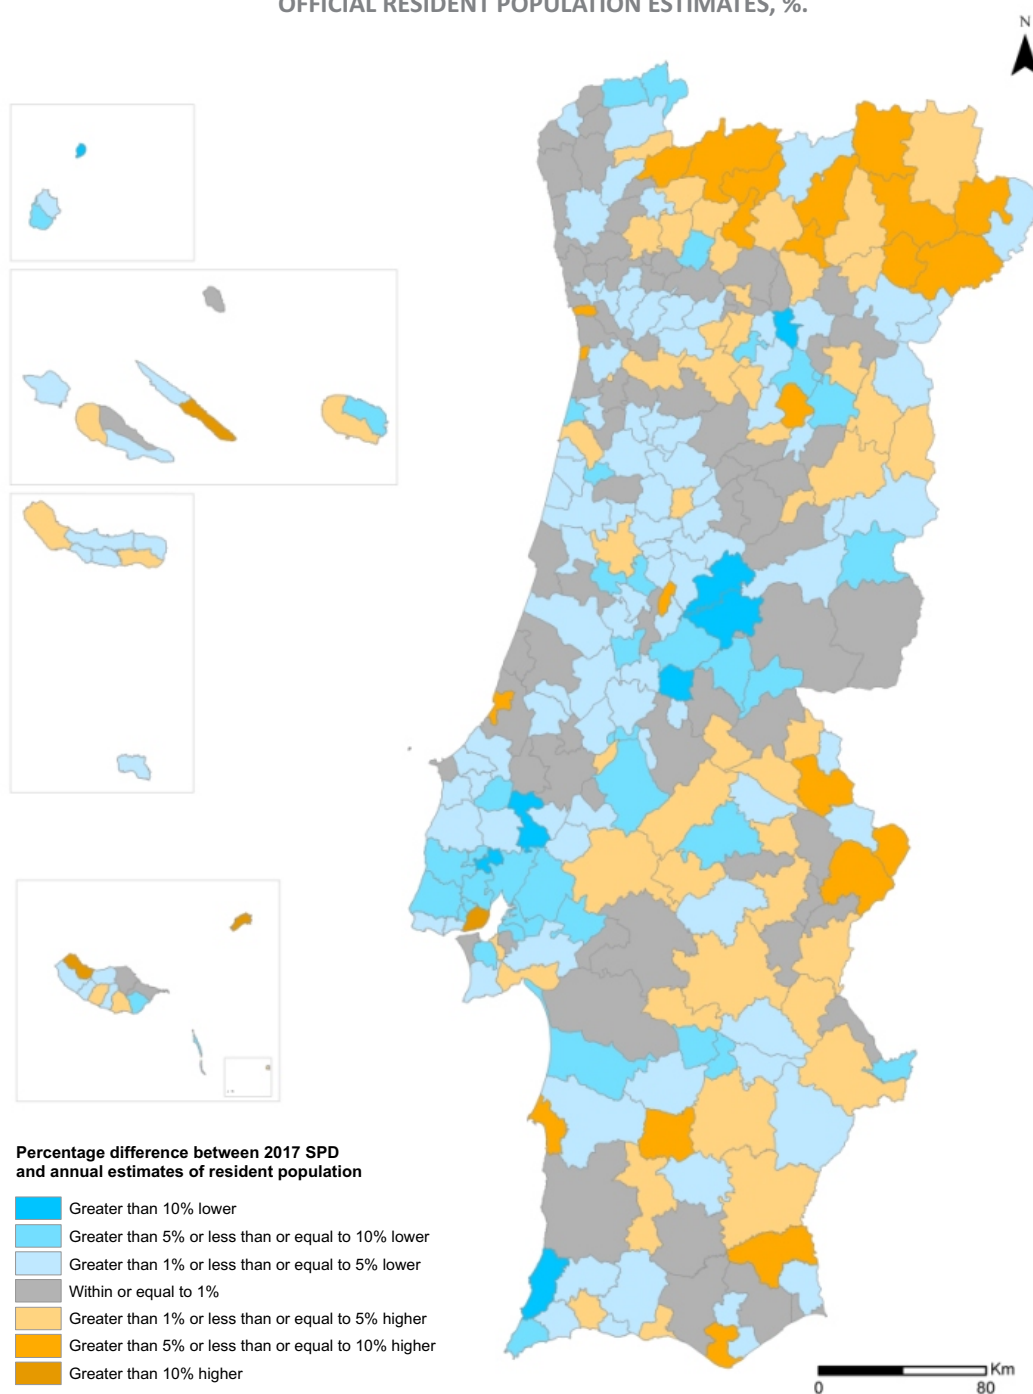 OFFICIAL RESIDENT POPULATION ESTIMATES, %.
N
Percentage difference between 2017 SPD
and annual estimates of resident population
Greater than 10% lower
Greater than 5% or less than or equal to 10% lower
Greater than 1% or less than or equal to 5% lower
Within or equal to 1%
Greater than 1% or less than or equal to 5% higher
Greater than 5% or less than or equal to 10% higher
Greater than 10% higher
Km
0 80